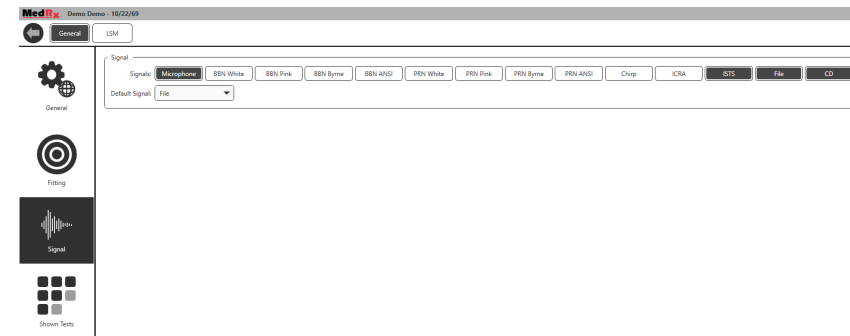 MedRx Demo Demo - 10/22/69
General LSM
Signal
Signals: Microphone BBN White BBN Pink BBN Byrne BBN ANSI PRN White PRN Pink PRN Byrne PRN ANSI Chirp ICRA ISTS File CD
Default Signal: File
General
Fitting
Signal
Shown Tests